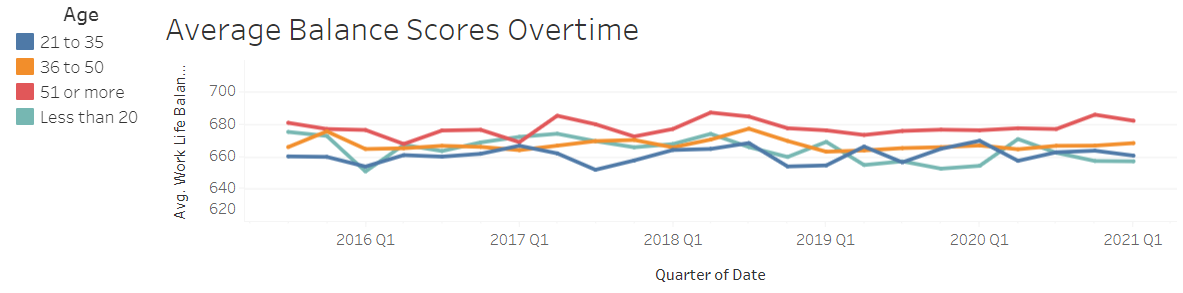 Age
21 to 35
36 to 50
51 or more
Less than 20
Average Balance Scores Overtime
Avg. Work Life Balan...
700
680
660
640
620
2016 Q1
2017 Q1
2018 Q1
2019 Q1
2020 Q1
2021 Q1
Quarter of Date